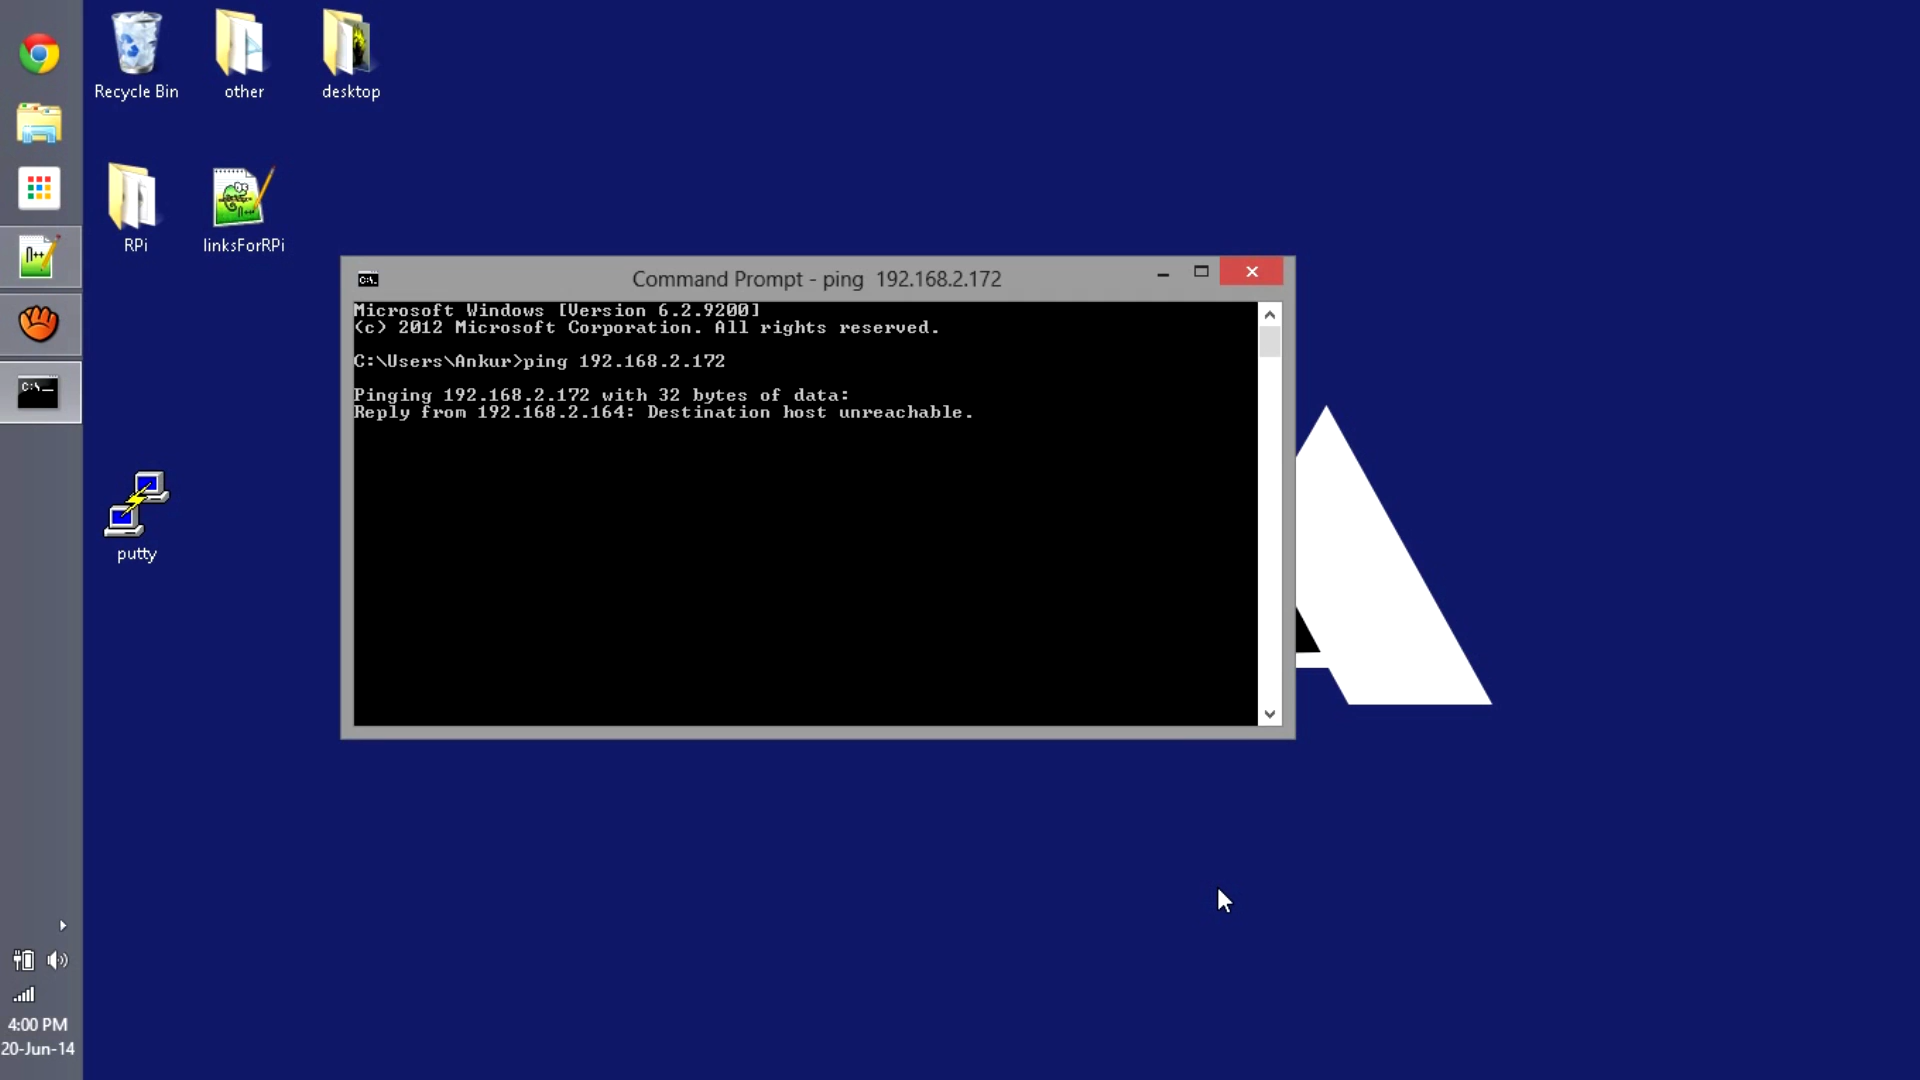 Recycle Bin
other
desktop
RPi
linksForRPi
Command Prompt - ping  192.168.2.172
Microsoft Windows [Version 6.2.9200]
(c) 2012 Microsoft Corporation. All rights reserved.
C:\Users\Ankur>ping 192.168.2.172
Pinging 192.168.2.172 with 32 bytes of data:
Reply from 192.168.2.164: Destination host unreachable.
putty
4:00 PM
20-Jun-14